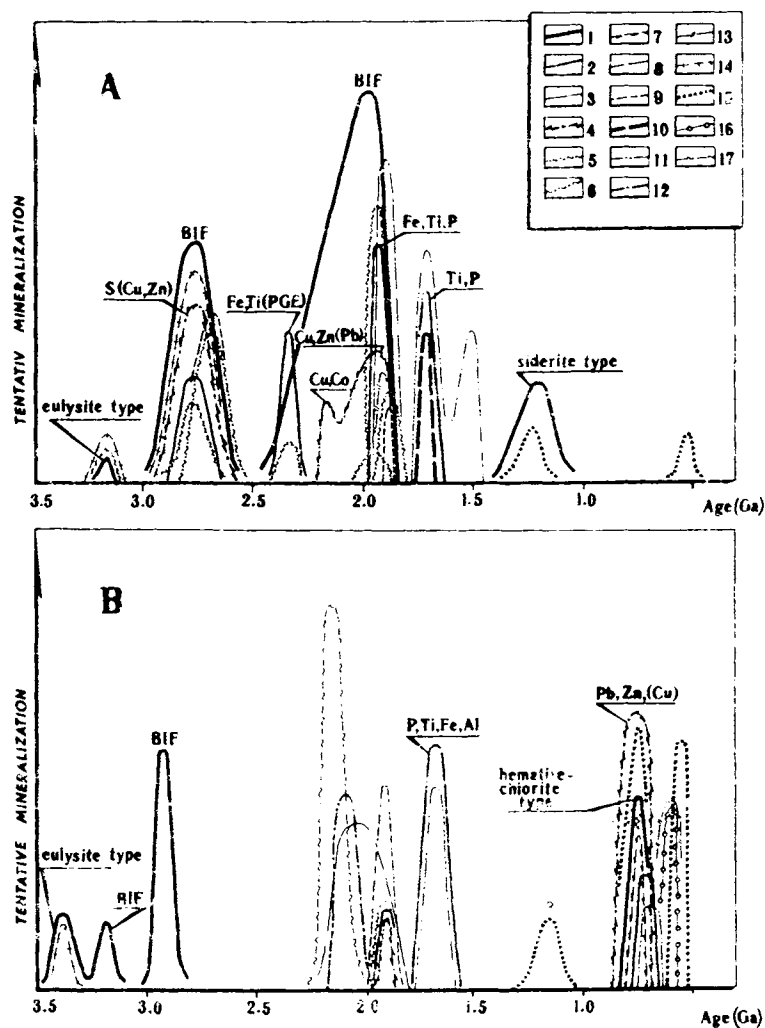 A
BIF
1 7 13
2 8 14
3 9 15
4 10 16
5 11 17
6 12
BIF
Fe,Ti,P
S(Cu,Zn)
Fe,Ti(PGE)
Ti,P
Cu,Zn(Pb)
Cu,Co
siderite type
eulysite type
TENTATIV MINERALIZATION
3.5 3.0 2.5 2.0 1.5 1.0
Age(Ga)
B
Pb,Zn,(Cu)
BIF
P,Ti,Fe,Al
hematite-
chlorite
type
eulysite type
BIF
TENTATIVE MINERALIZATION
3.5 3.0 2.5 2.0 1.5 1.0
Age(Ga)